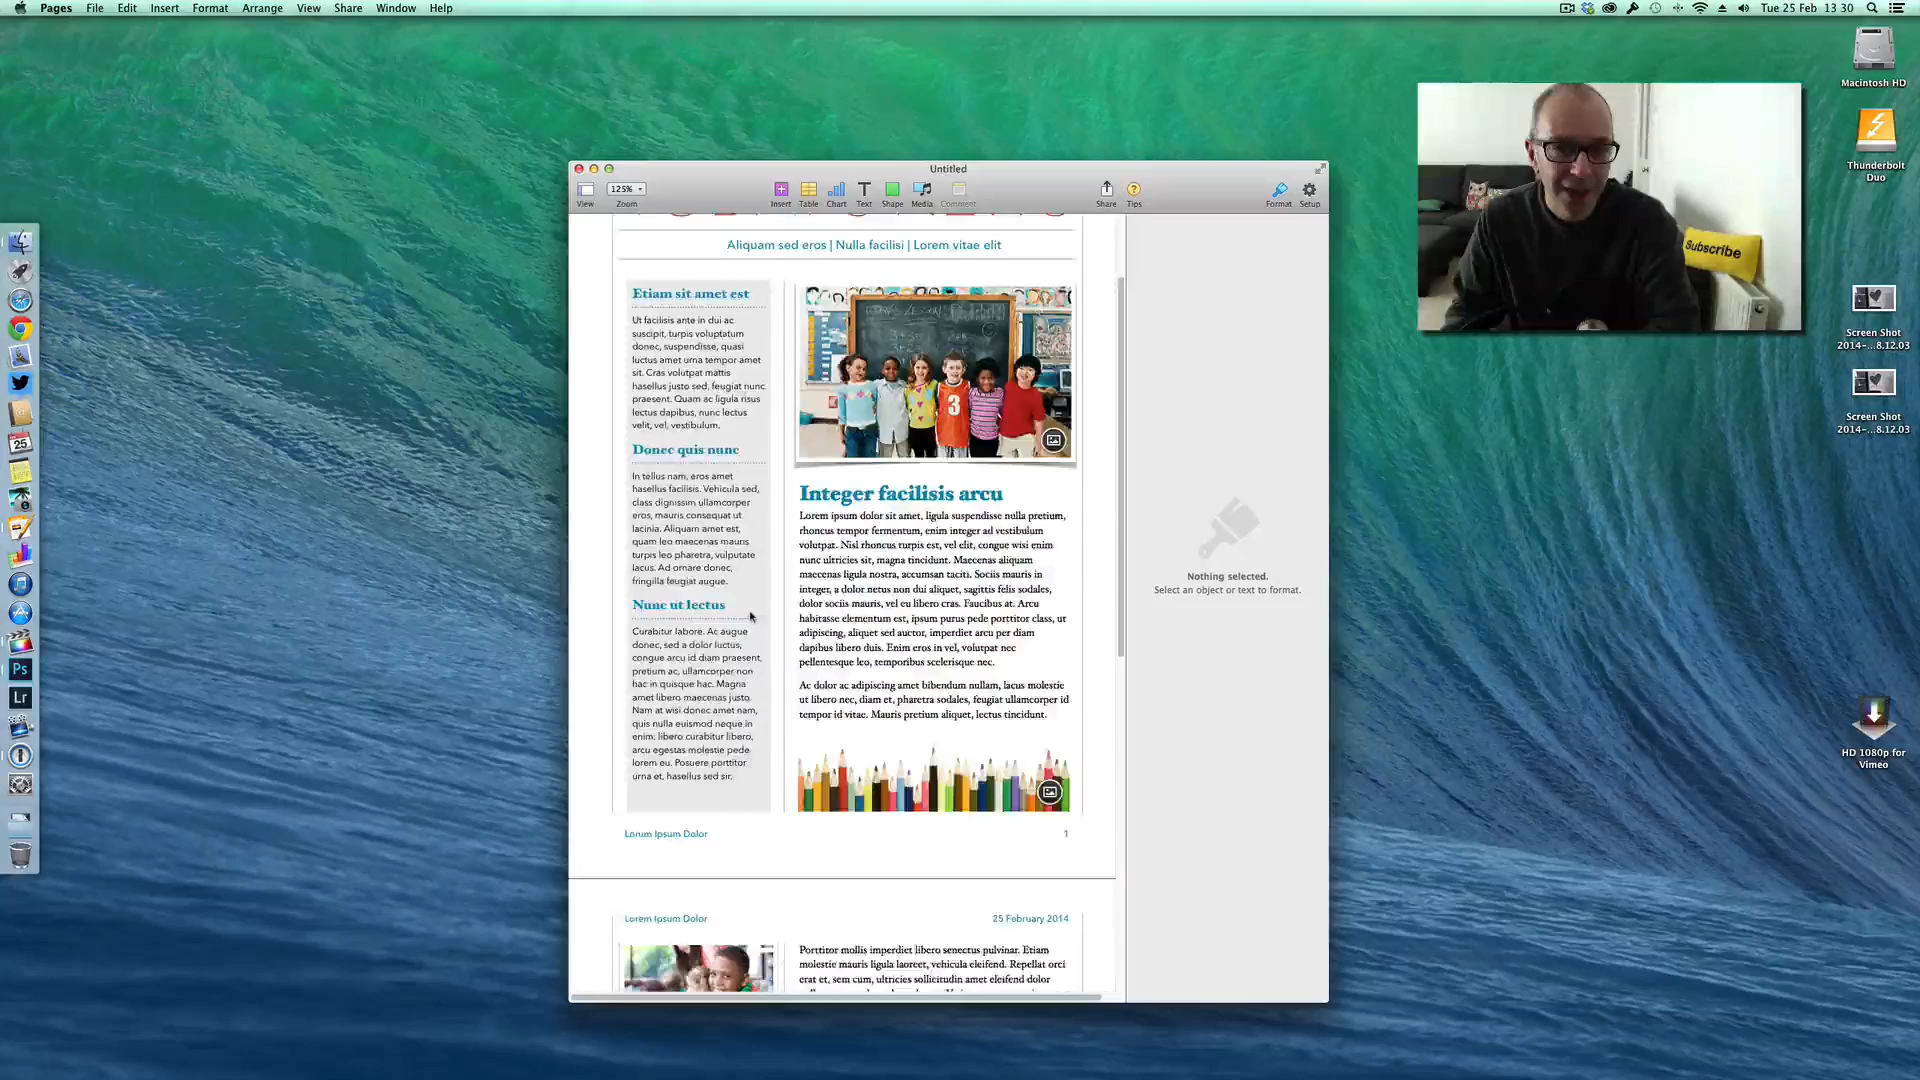 Pages File Edit Insert Format Arrange View Share Window Help
Tue 25 Feb 13 30
Untitled
125%
View Zoom Insert Table Chart Text Shape Media Comment Share Tips Format Setup
Aliquam sed eros | Nulla facilisi | Lorem vitae elit
Etiam sit amet est
Ut facilisis ante in dui ac
suscipit, turpis voluptatum
donec, suspendisse, quasi
luctus amet urna tempor amet
sit. Cras volutpat mattis
hasellus justo sed, feugiat nunc
praesent. Quam ac ligula risus
lectus dapibus, nunc lectus
velit, vel, vestibulum.
Donec quis nunc
In tellus nam, eros amet
hasellus facilisis. Vehicula sed,
class dignissim ullamcorper
eros, mauris consequat ut
lacinia. Aliquam amet est,
quam leo maecenas mauris
turpis leo pharetra, vulputate
lacus. Ad ornare donec,
fringilla feugiat augue.
Nunc ut lectus
Curabitur labore. Ac augue
donec, sed a dolor luctus,
congue arcu id diam praesent,
pretium ac, ullamcorper non
hac in quisque hac. Magna
amet libero maecenas justo.
Nam at wisi donec amet nam,
quis nulla euismod neque in
enim: libero curabitur libero,
arcu egestas molestie pede
lorem eu. Posuere porttitor
urna et, hasellus sed sir.
3
Integer facilisis arcu
Lorem ipsum dolor sit amet, ligula suspendisse nulla pretium,
rhoncus tempor fermentum, enim integer ad vestibulum
volutpat. Nisl rhoncus turpis est, vel elit, congue wisi enim
nunc ultricies sit, magna tincidunt. Maecenas aliquam
maecenas ligula nostra, accumsan taciti. Sociis mauris in
integer, a dolor netus non dui aliquet, sagittis felis sodales,
dolor sociis mauris, vel eu libero cras. Faucibus at. Arcu
habitasse elementum est, ipsum purus pede porttitor class, ut
adipiscing, aliquet sed auctor, imperdiet arcu per diam
dapibus libero duis. Enim eros in vel, volutpat nec
pellentesque leo, temporibus scelerisque nec.
Ac dolor ac adipiscing amet bibendum nullam, lacus molestie
ut libero nec, diam et, pharetra sodales, feugiat ullamcorper id
tempor id vitae. Mauris pretium aliquet, lectus tincidunt.
Lorum Ipsum Dolor 1
Lorem Ipsum Dolor 25 February 2014
Porttitor mollis imperdiet libero senectus pulvinar. Etiam
molestie mauris ligula laoreet, vehicula eleifend. Repellat orci
erat et, sem cum, ultricies sollicitudin amet eleifend dolor
Nothing selected.
Select an object or text to format.
Subscribe
Macintosh HD
Thunderbolt
Duo
Screen Shot
2014-...8.12.03
Screen Shot
2014-...8.12.03
HD 1080p for
Vimeo
25
Ps
Lr